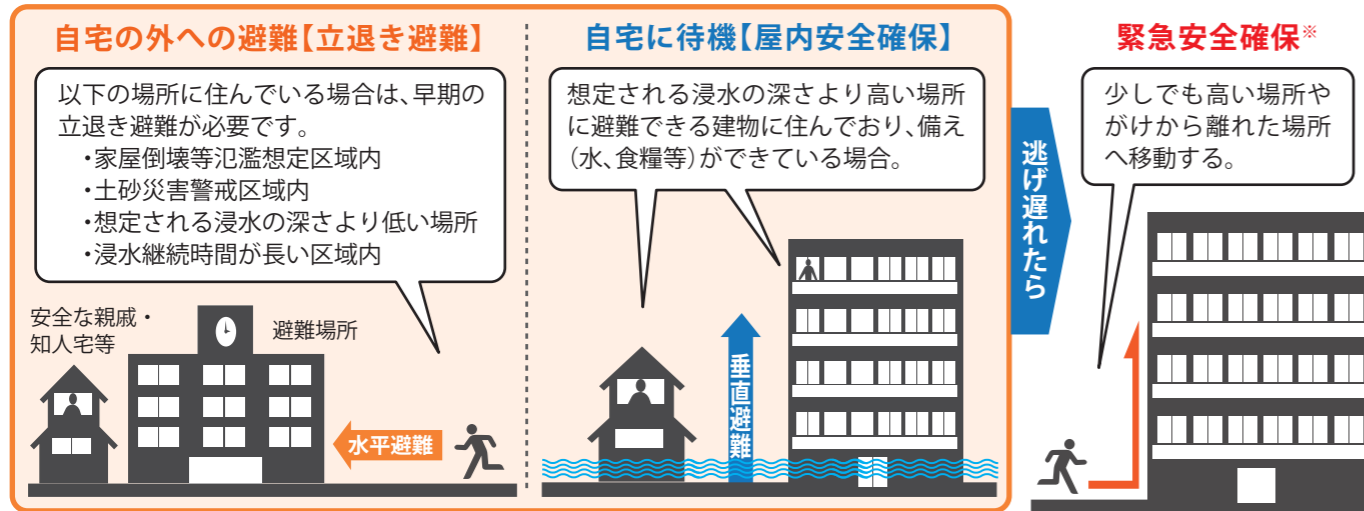 自宅の外への避難【立退き避難】
以下の場所に住んでいる場合は、早期の
立退き避難が必要です。
・家屋倒壊等氾濫想定区域内
・土砂災害警戒区域内
・想定される浸水の深さより低い場所
・浸水継続時間が長い区域内
安全な親戚・
知人宅等
避難場所
水平避難
自宅に待機【屋内安全確保】
想定される浸水の深さより高い場所
に避難できる建物に住んでおり、備え
(水、食糧等)ができている場合。
垂直避難
逃げ遅れたら
緊急安全確保※
少しでも高い場所や
がけから離れた場所
へ移動する。